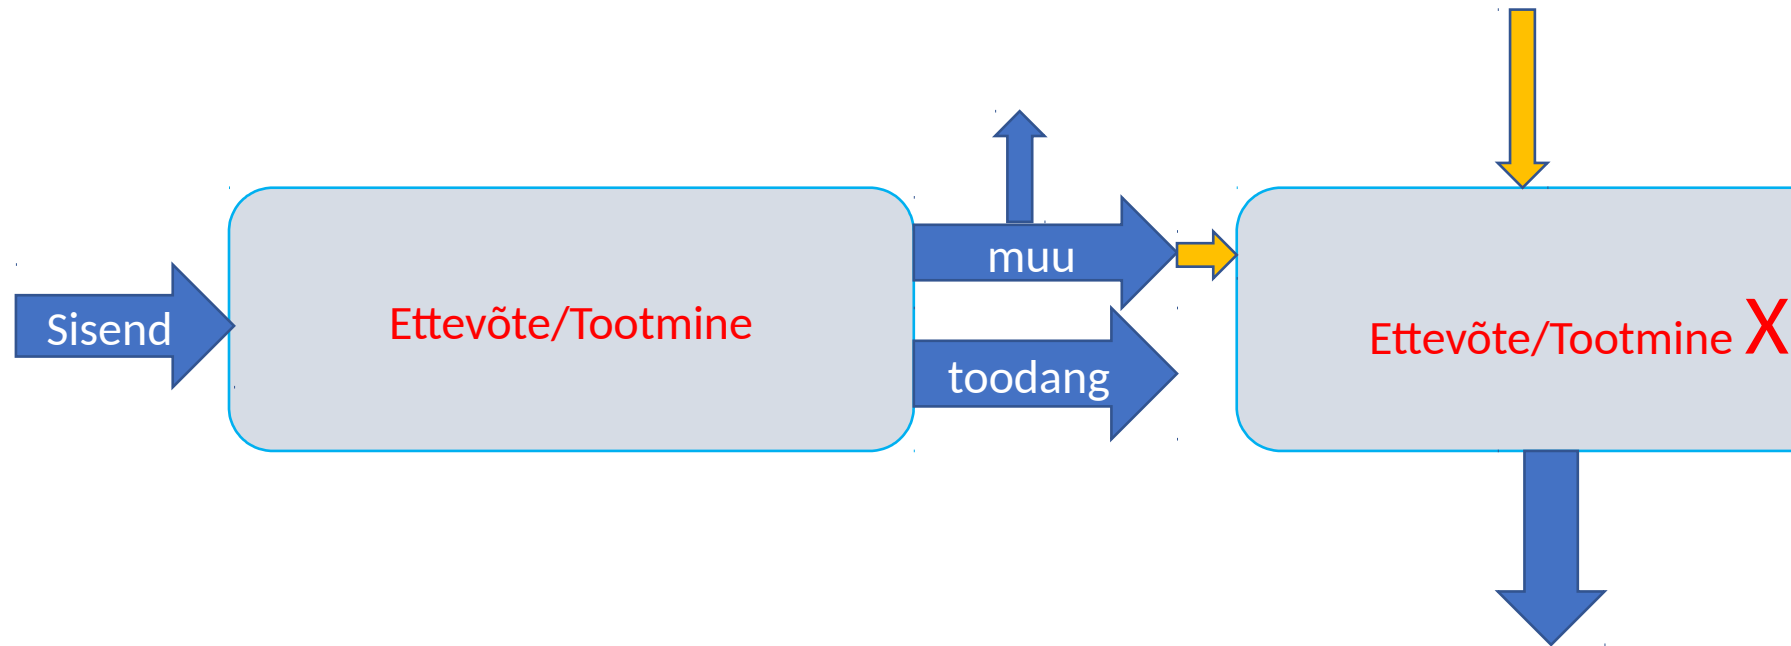 muu
Sisend
Ettevõte/Tootmine
Ettevõte/Tootmine X
toodang